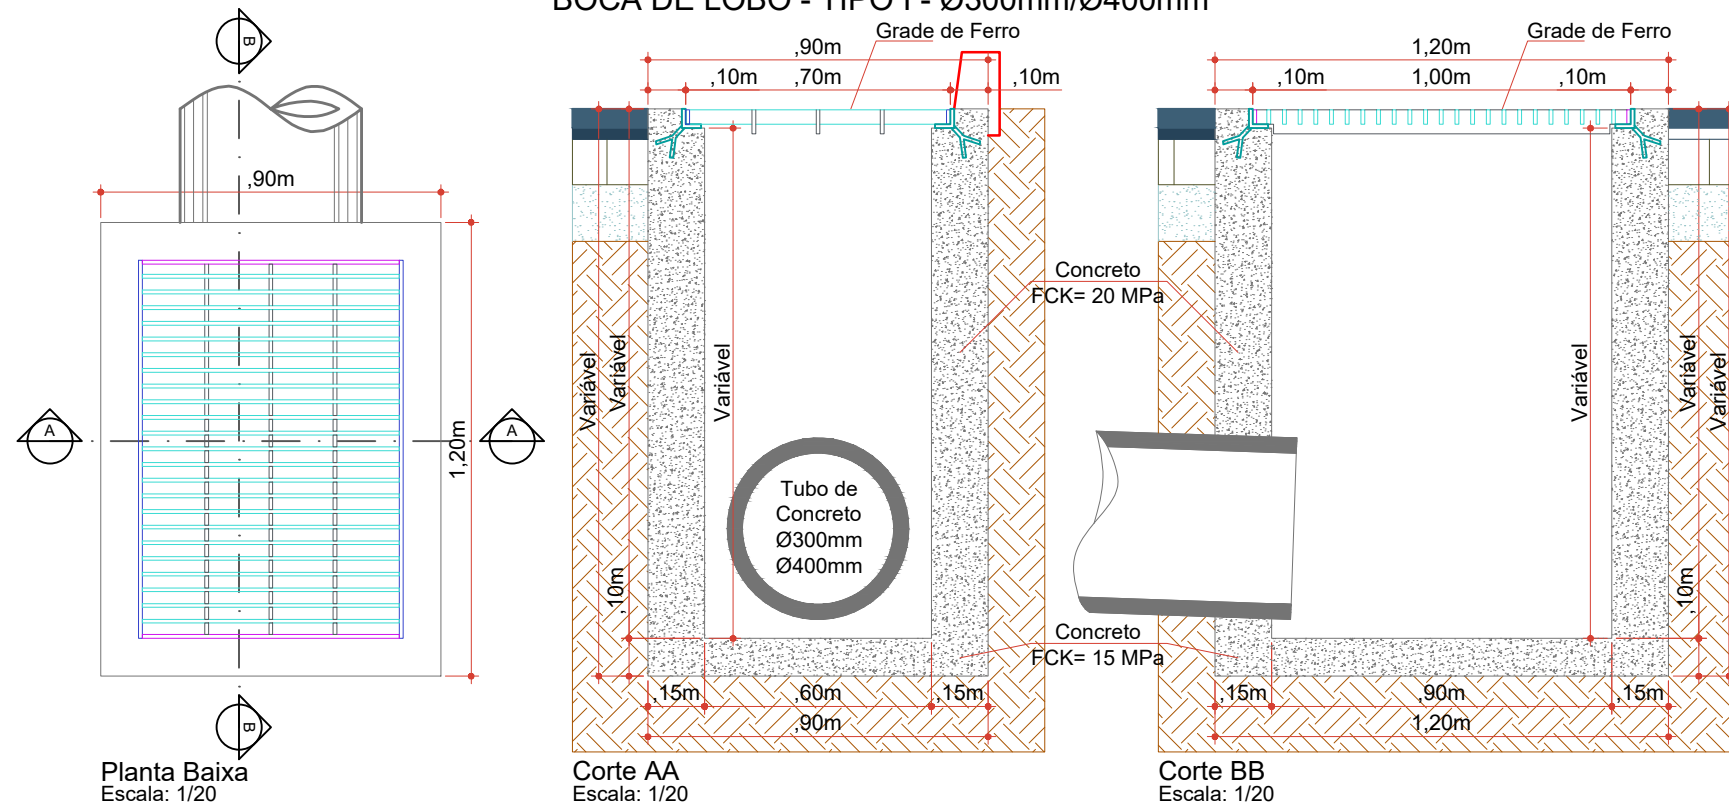 BOCA DE LOBO - TIPO I - Ø300mm/Ø400mm
B
,90m
A
A
1,20m
B
Planta Baixa
Escala: 1/20
Grade de Ferro
,90m
,10m
,70m
,10m
Variável
Variável
Variável
,10m
Tubo de
Concreto
Ø300mm
Ø400mm
Concreto
FCK= 20 MPa
Concreto
FCK= 15 MPa
,15m
,60m
,15m
,90m
Corte AA
Escala: 1/20
Grade de Ferro
1,20m
,10m
1,00m
,10m
Variável
Variável
Variável
,10m
,15m
,90m
,15m
1,20m
Corte BB
Escala: 1/20